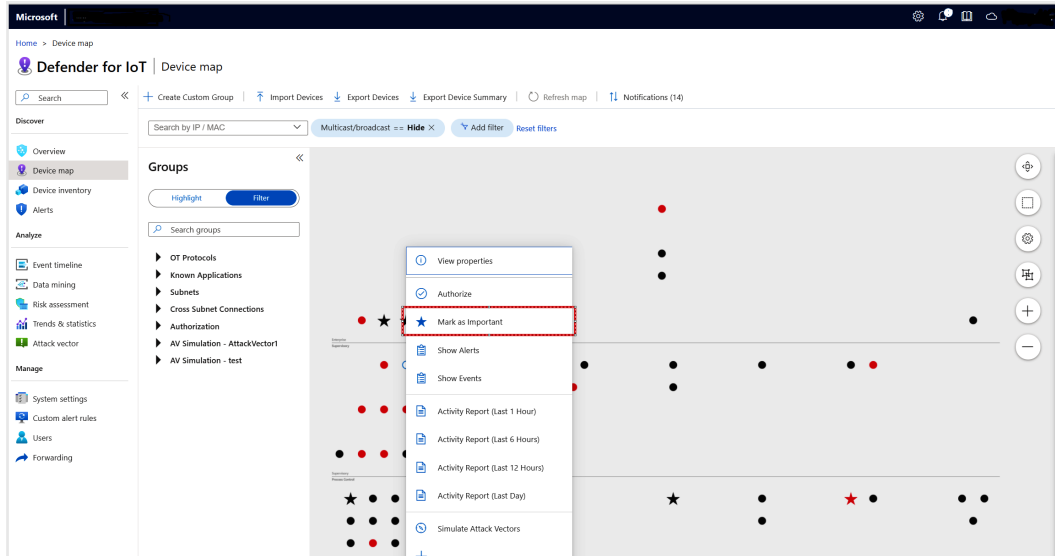 Microsoft
Home > Device map
Defender for IoT | Device map
Search
Create Custom Group
Import Devices
Export Devices
Export Device Summary
Refresh map
Notifications (14)
Discover
Overview
Device map
Device inventory
Alerts
Analyze
Event timeline
Data mining
Risk assessment
Trends & statistics
Attack vector
Manage
System settings
Custom alert rules
Users
Forwarding
Search by IP / MAC
Multicast/broadcast == Hide
Add filter
Reset filters
Groups
Highlight
Filter
Search groups
OT Protocols
Known Applications
Subnets
Cross Subnet Connections
Authorization
AV Simulation - AttackVector1
AV Simulation - test
View properties
Authorize
Mark as Important
Show Alerts
Show Events
Activity Report (Last 1 Hour)
Activity Report (Last 6 Hours)
Activity Report (Last 12 Hours)
Activity Report (Last Day)
Simulate Attack Vectors
Enterprise
Supervisory
Supervisory
Process Control